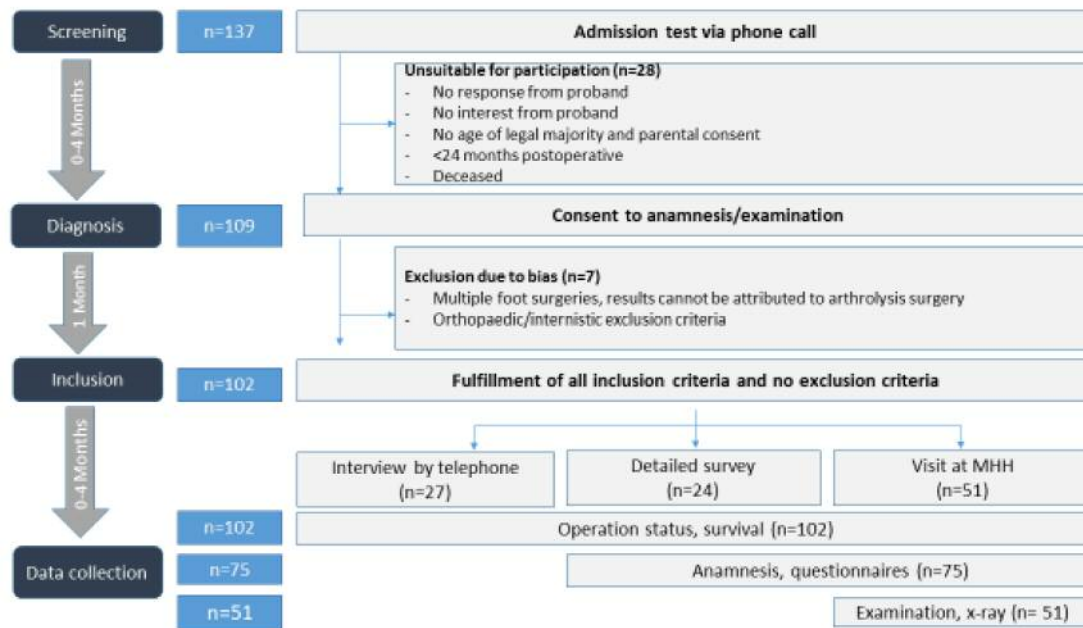 Screening
n=137
Admission test via phone call
Unsuitable for participation (n=28)
- No response from proband
- No interest from proband
- No age of legal majority and parental consent
- <24 months postoperative
- Deceased
0-4 Months
Diagnosis
n=109
Consent to anamnesis/examination
Exclusion due to bias (n=7)
- Multiple foot surgeries, results cannot be attributed to arthrolysis surgery
- Orthopaedic/internistic exclusion criteria
1 Month
Inclusion
n=102
Fulfillment of all inclusion criteria and no exclusion criteria
0-4 Months
Interview by telephone
(n=27)
Detailed survey
(n=24)
Visit at MHH
(n=51)
n=102
Operation status, survival (n=102)
Data collection
n=75
Anamnesis, questionnaires (n=75)
n=51
Examination, x-ray (n= 51)